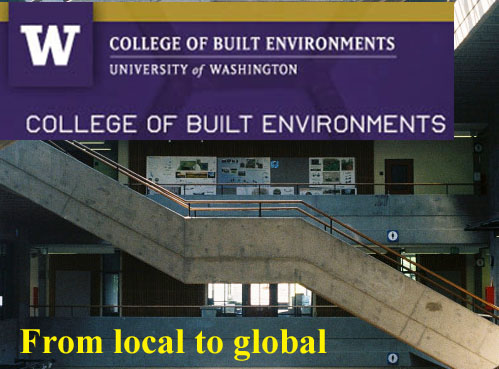 W
COLLEGE OF BUILT ENVIRONMENTS
UNIVERSITY of WASHINGTON
COLLEGE OF BUILT ENVIRONMENTS
From local to global